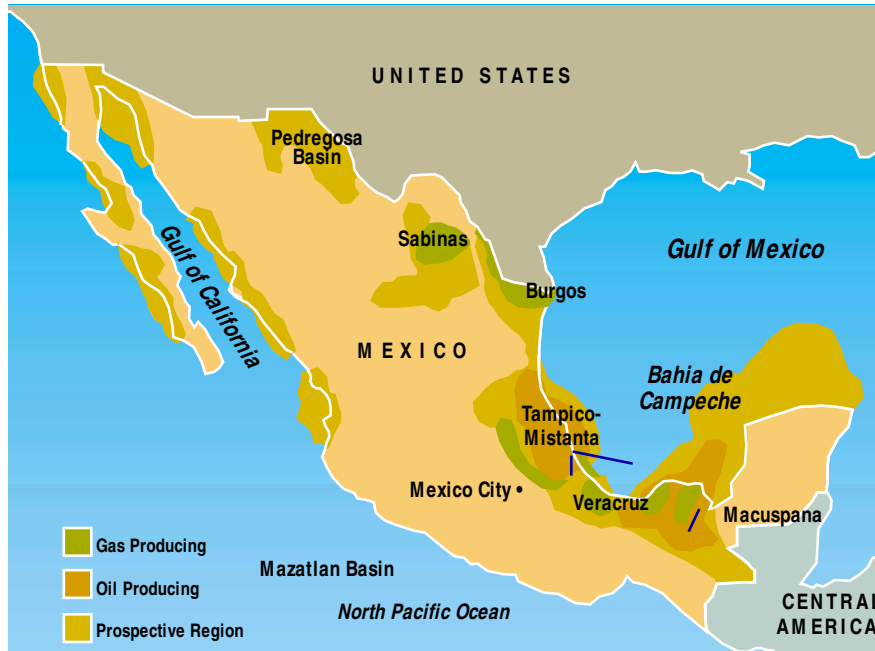 UNITED STATES
Pedregosa
Basin
Sabinas
Gulf of Mexico
Gulf of California
Burgos
MEXICO
Bahia de
Campeche
Tampico-
Mistanta
Mexico City •
Veracruz
Macuspana
Gas Producing
Mazatlan Basin
Oil Producing
North Pacific Ocean
CENTRAL
AMERICA
Prospective Region